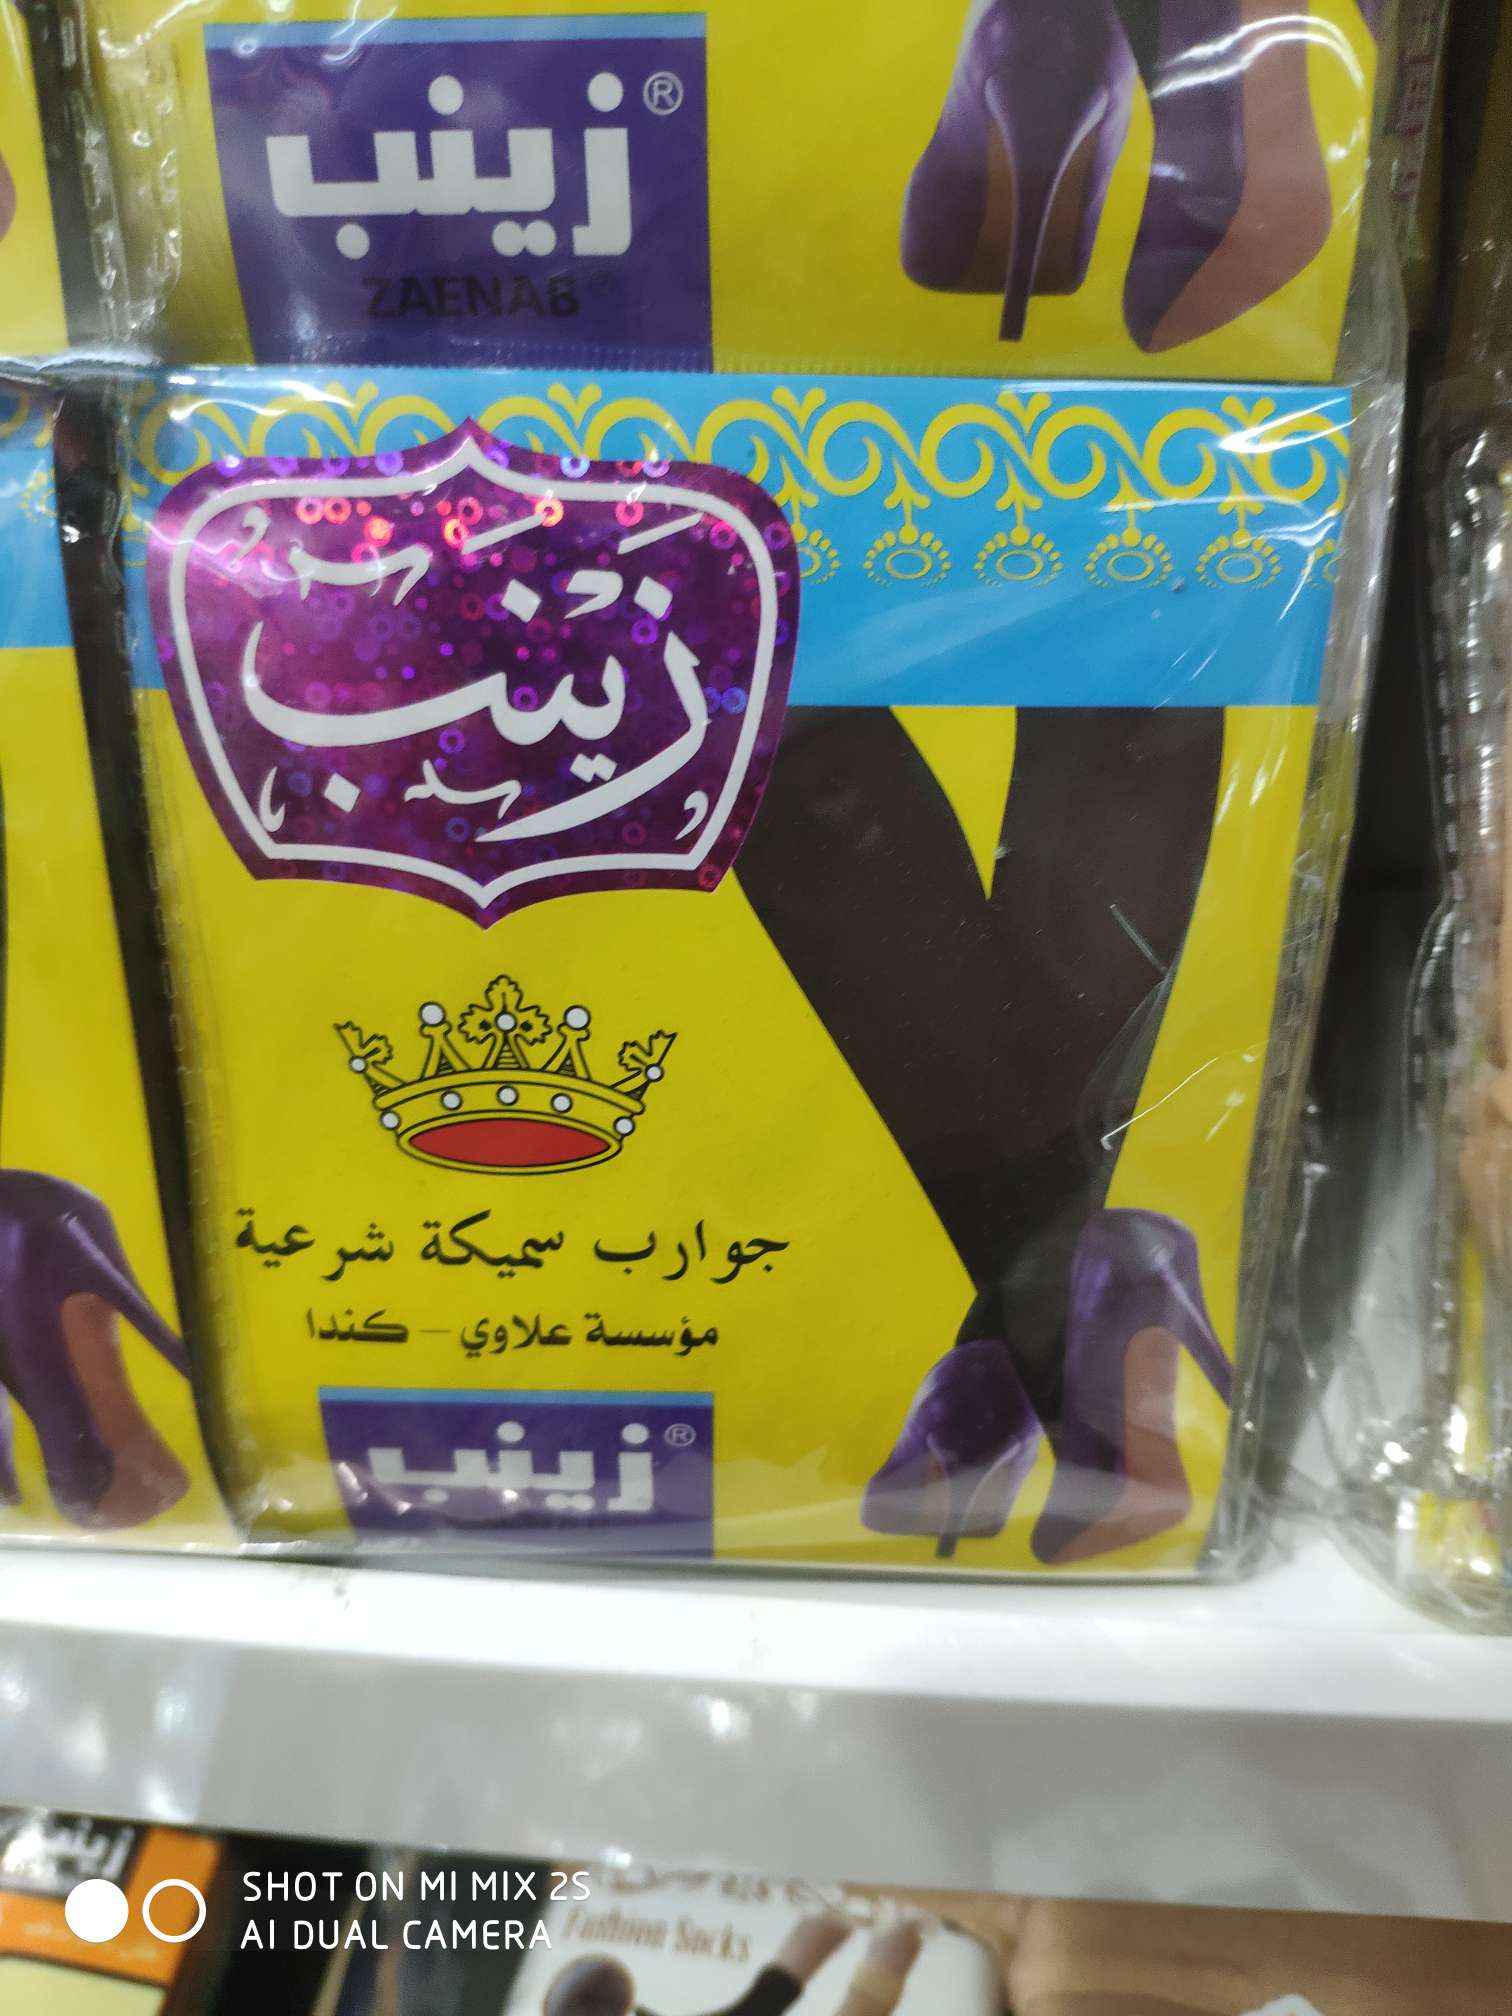 زينب ®
ZAENAB
زَيْنَب
جوارب سميكة شرعية
مؤسسة علاوي - كندا
زينب ®
زينب
Fashion Socks
SHOT ON MI MIX 2S
AI DUAL CAMERA